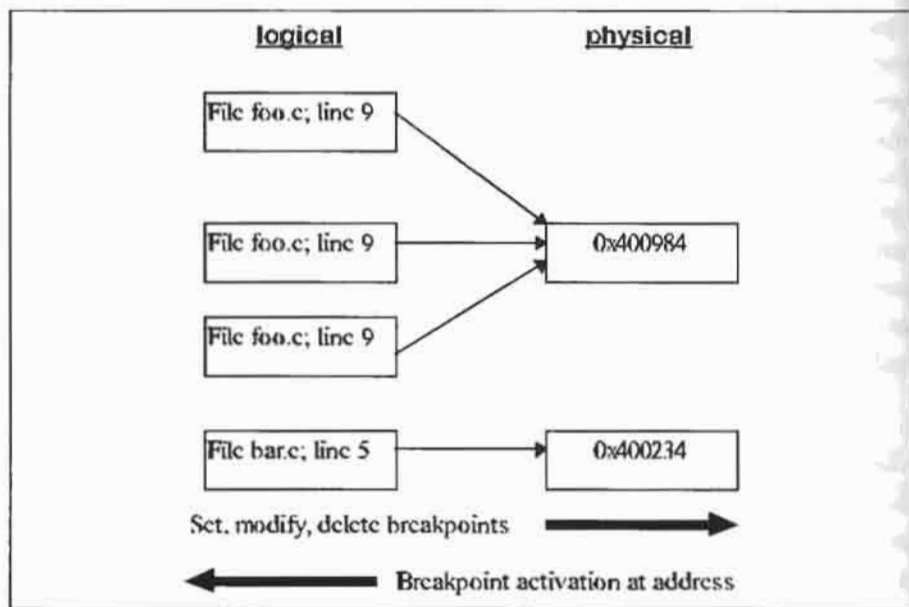 logical physical
File foo.c; line 9
File foo.c; line 9 0x400984
File foo.c; line 9
File bar.c; line 5 0x400234
Set, modify, delete breakpoints
Breakpoint activation at address